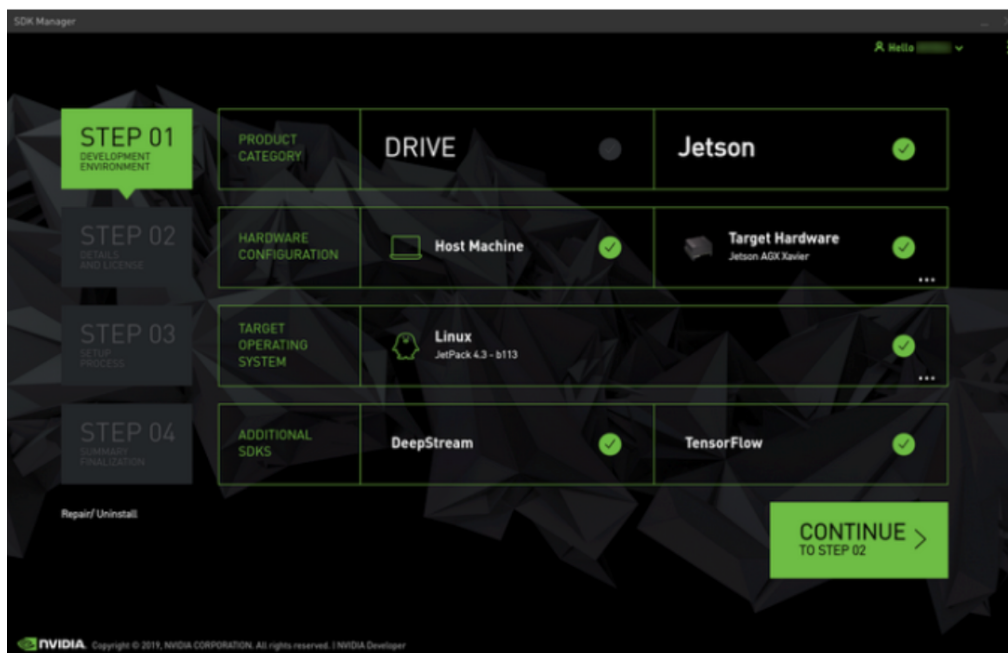 SDK Manager
Hello
STEP 01
DEVELOPMENT
ENVIRONMENT
PRODUCT
CATEGORY
DRIVE
Jetson
STEP 02
DETAILS
AND LICENSE
HARDWARE
CONFIGURATION
Host Machine
Target Hardware
Jetson AGX Xavier
...
STEP 03
SETUP
PROCESS
TARGET
OPERATING
SYSTEM
Linux
JetPack 4.3 - b113
...
STEP 04
SUMMARY
FINALIZATION
ADDITIONAL
SDKS
DeepStream
TensorFlow
Repair/ Uninstall
CONTINUE
TO STEP 02
NVIDIA. Copyright © 2019, NVIDIA CORPORATION. All rights reserved. | NVIDIA Developer